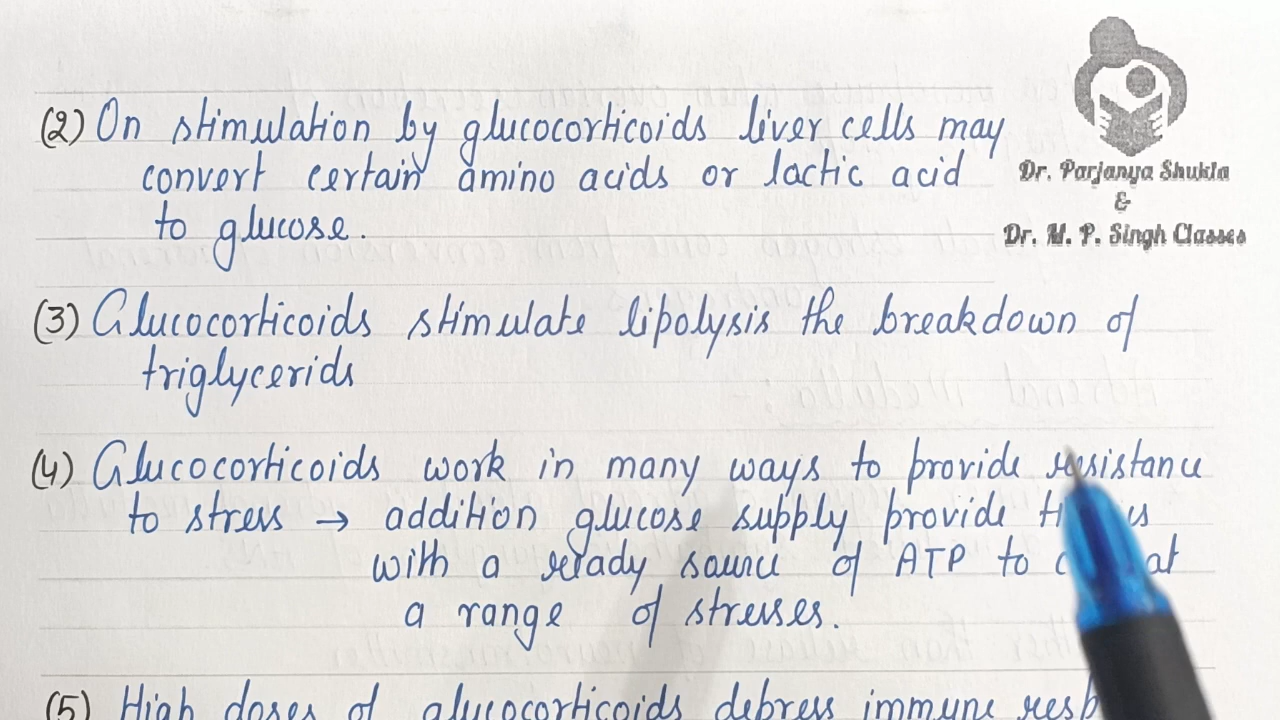 (2) On stimulation by glucocorticoids liver cells may
convert certain amino acids or lactic acid
to glucose.
Dr. Parjanya Shukla
&
Dr. M. P. Singh Classes
(3) Glucocorticoids stimulate lipolysis the breakdown of
triglycerids
(4) Glucocorticoids work in many ways to provide resistance
to stress → addition glucose supply provide
with a ready source of ATP to
a range of stresses.
(5) High doses of glucocorticoids depress immune